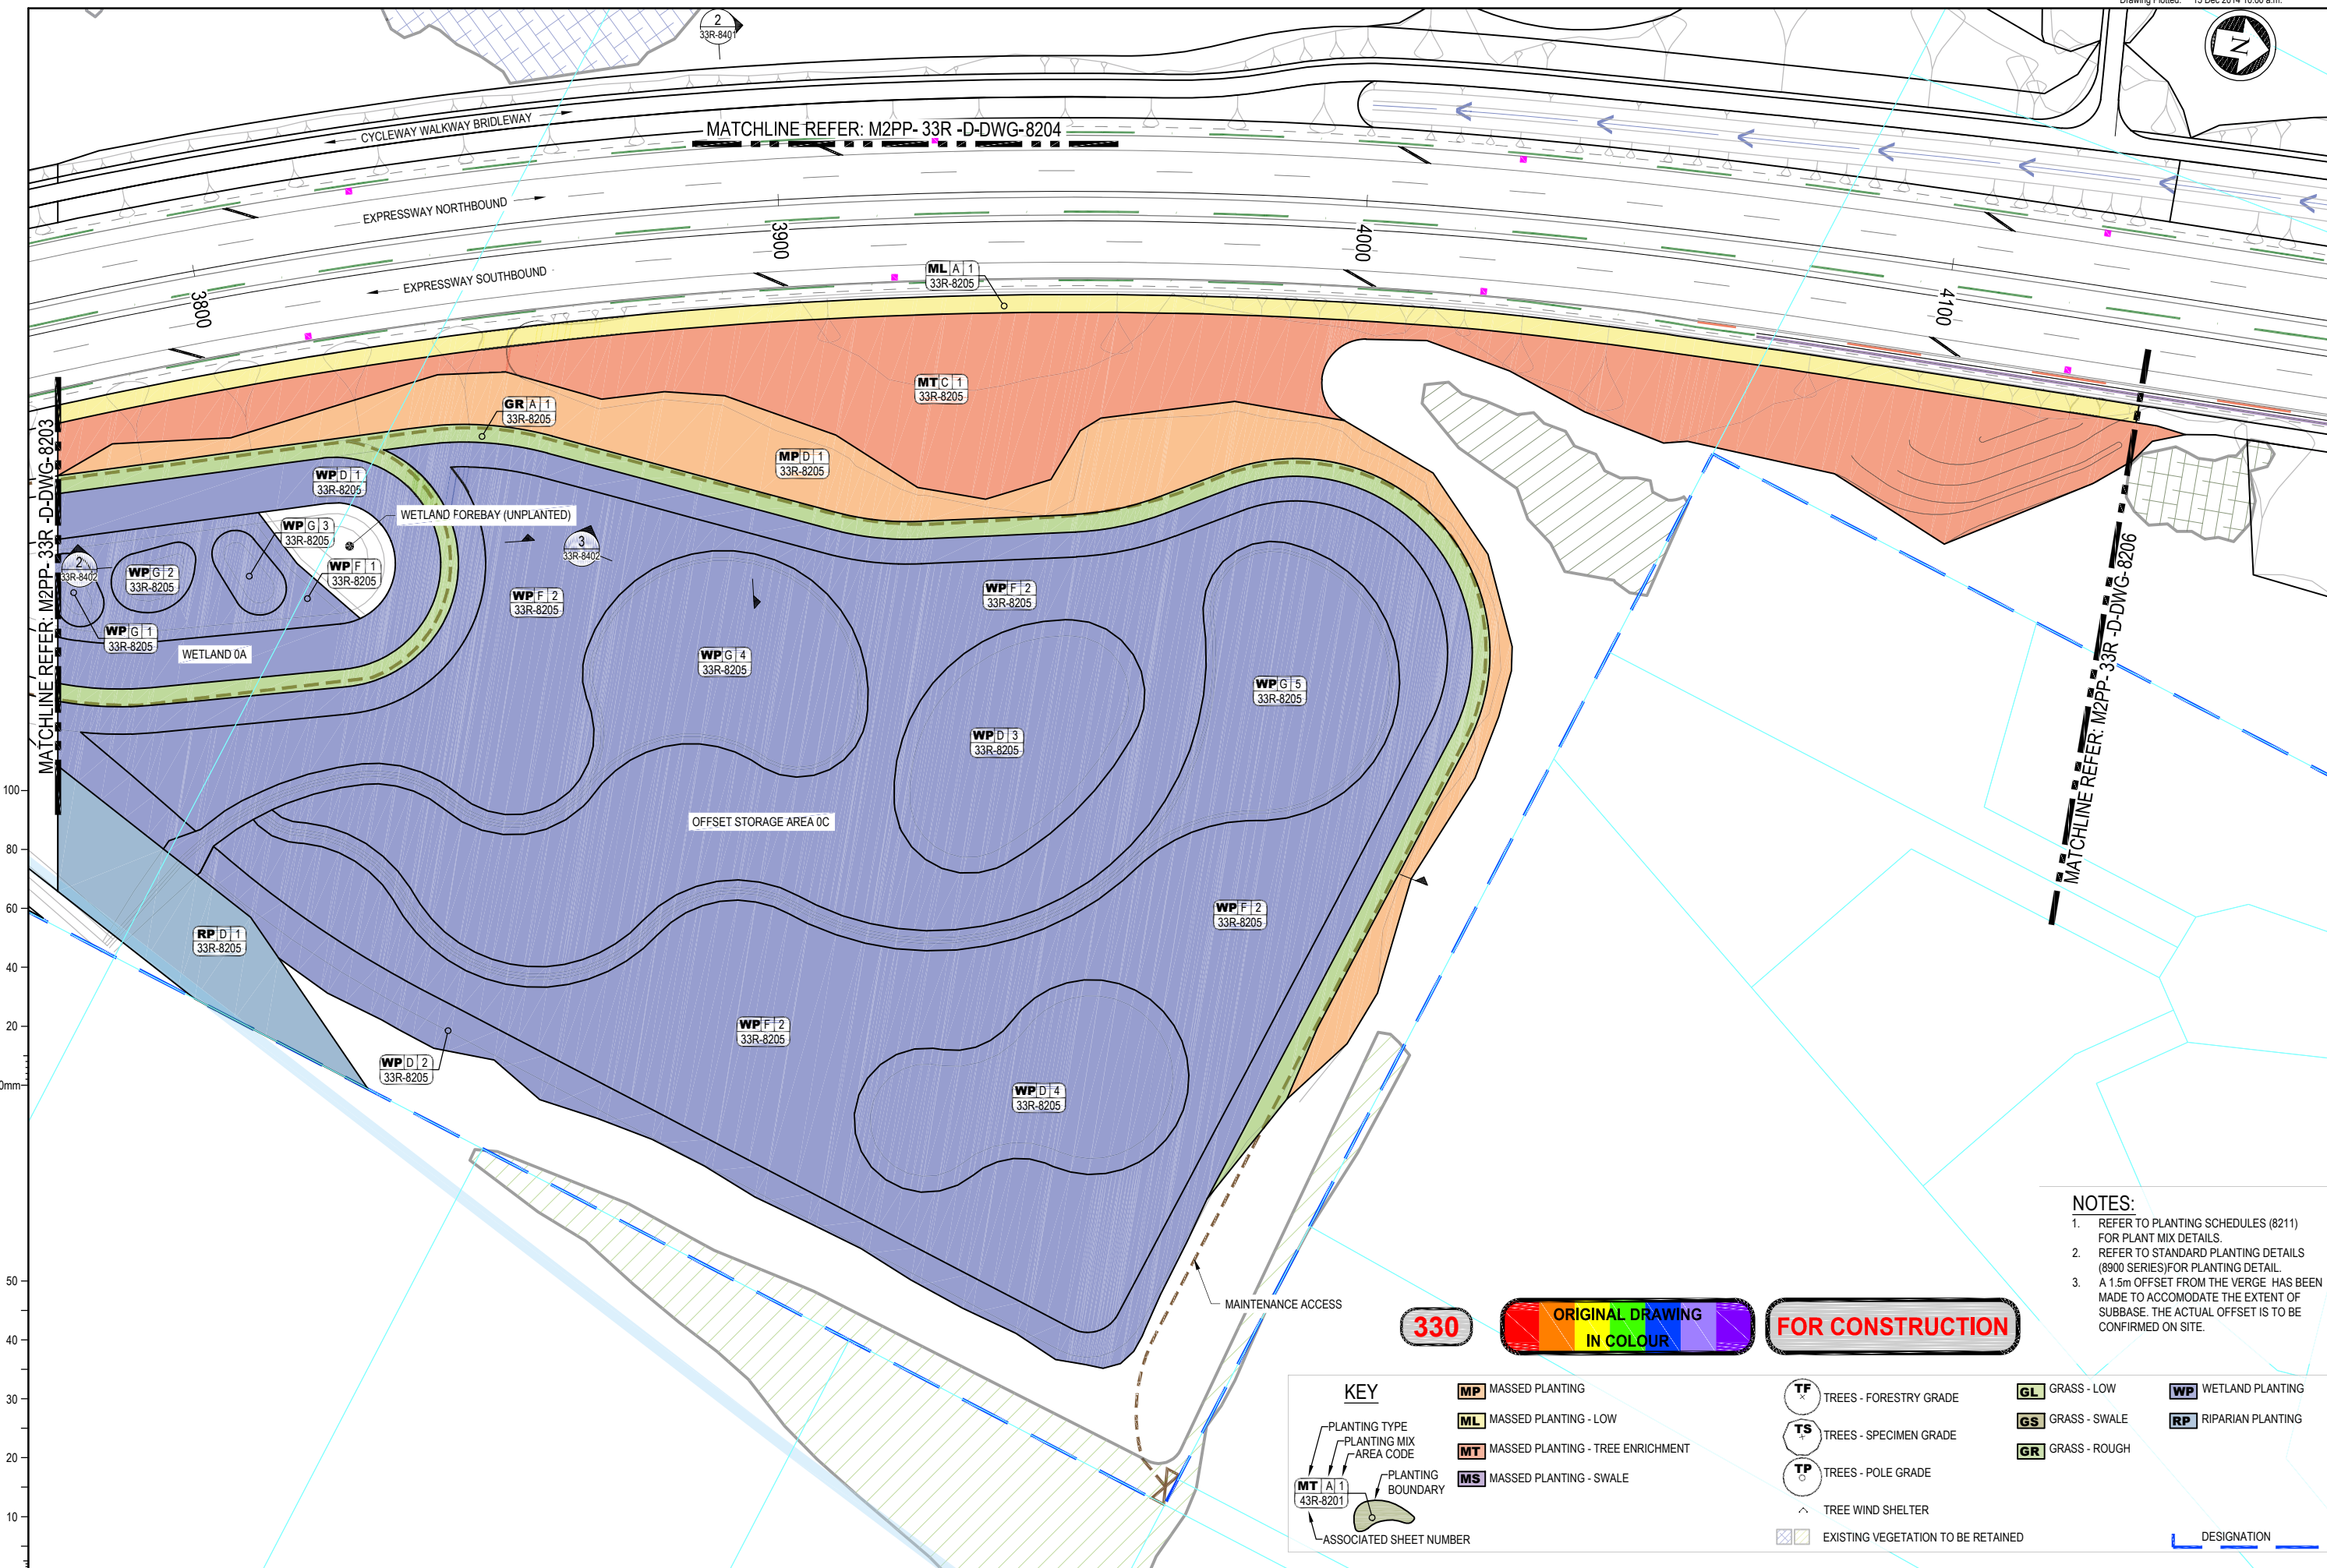 Drawing Plotted: 15 Dec 2014 10:00 a.m.
2
33R-8401
N
CYCLEWAY WALKWAY BRIDLEWAY
MATCHLINE REFER: M2PP- 33R -D-DWG-8204
EXPRESSWAY NORTHBOUND
EXPRESSWAY SOUTHBOUND
3800
3900
4000
4100
ML A 1
33R-8205
MT C 1
33R-8205
GR A 1
33R-8205
MP D 1
33R-8205
MATCHLINE REFER: M2PP- 33R -D-DWG-8203
WP D 1
33R-8205
WETLAND FOREBAY (UNPLANTED)
WP G 3
33R-8205
3
33R-8402
2
33R-8402
WP G 2
33R-8205
WP F 1
33R-8205
WP F 2
33R-8205
WP F 2
33R-8205
WP G 1
33R-8205
WETLAND 0A
WP G 4
33R-8205
WP G 5
33R-8205
WP D 3
33R-8205
MATCHLINE REFER: M2PP- 33R -D-DWG-8206
OFFSET STORAGE AREA 0C
WP F 2
33R-8205
RP D 1
33R-8205
WP F 2
33R-8205
WP D 2
33R-8205
WP D 4
33R-8205
100
80
60
40
20
0mm
50
40
30
20
10
MAINTENANCE ACCESS
NOTES:
1. REFER TO PLANTING SCHEDULES (8211)
FOR PLANT MIX DETAILS.
2. REFER TO STANDARD PLANTING DETAILS
(8900 SERIES)FOR PLANTING DETAIL.
3. A 1.5m OFFSET FROM THE VERGE HAS BEEN
MADE TO ACCOMODATE THE EXTENT OF
SUBBASE. THE ACTUAL OFFSET IS TO BE
CONFIRMED ON SITE.
330
ORIGINAL DRAWING
IN COLOUR
FOR CONSTRUCTION
KEY
PLANTING TYPE
PLANTING MIX
AREA CODE
MT A 1
43R-8201
PLANTING
BOUNDARY
ASSOCIATED SHEET NUMBER
MP MASSED PLANTING
ML MASSED PLANTING - LOW
MT MASSED PLANTING - TREE ENRICHMENT
MS MASSED PLANTING - SWALE
TF TREES - FORESTRY GRADE
TS TREES - SPECIMEN GRADE
TP TREES - POLE GRADE
TREE WIND SHELTER
EXISTING VEGETATION TO BE RETAINED
GL GRASS - LOW
GS GRASS - SWALE
GR GRASS - ROUGH
WP WETLAND PLANTING
RP RIPARIAN PLANTING
DESIGNATION